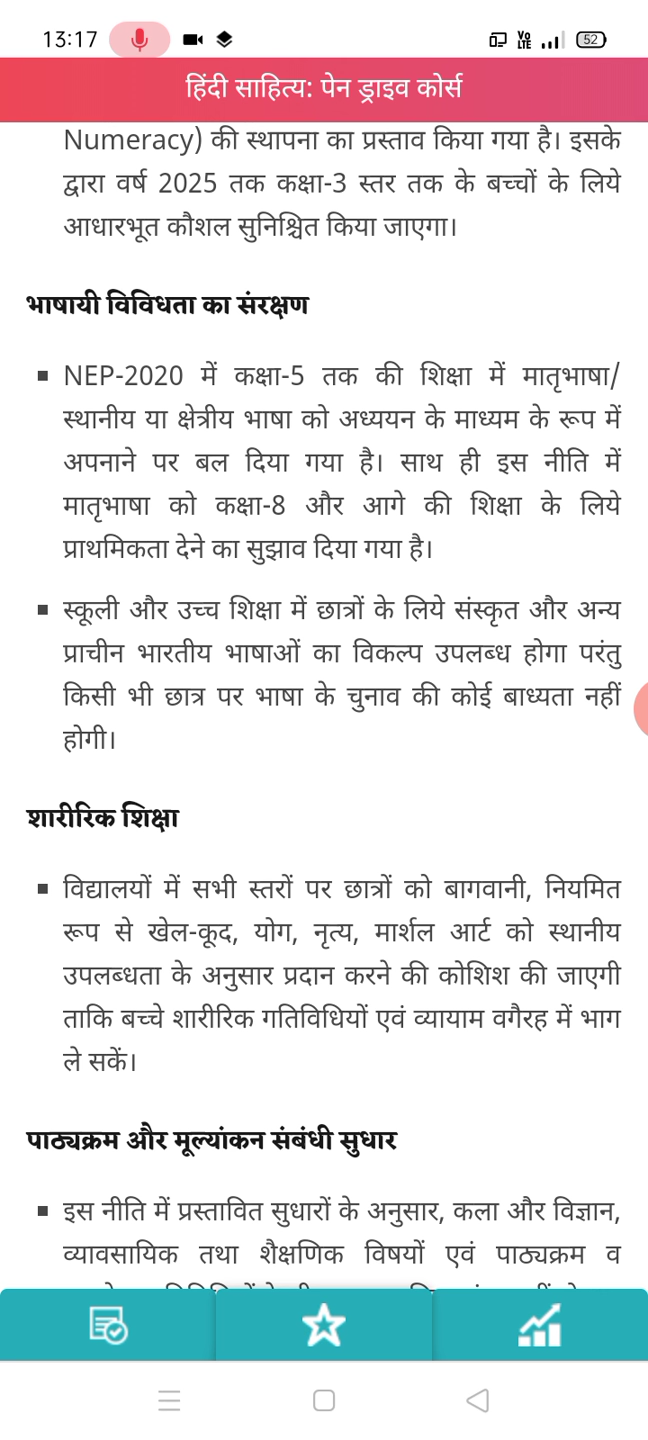 13:17
Vo
LTE
52
हिंदी साहित्य: पेन ड्राइव कोर्स
Numeracy) की स्थापना का प्रस्ताव किया गया है। इसके
द्वारा वर्ष 2025 तक कक्षा-3 स्तर तक के बच्चों के लिये
आधारभूत कौशल सुनिश्चित किया जाएगा।
भाषायी विविधता का संरक्षण
▪ NEP-2020 में कक्षा-5 तक की शिक्षा में मातृभाषा/
स्थानीय या क्षेत्रीय भाषा को अध्ययन के माध्यम के रूप में
अपनाने पर बल दिया गया है। साथ ही इस नीति में
मातृभाषा को कक्षा-8 और आगे की शिक्षा के लिये
प्राथमिकता देने का सुझाव दिया गया है।
▪ स्कूली और उच्च शिक्षा में छात्रों के लिये संस्कृत और अन्य
प्राचीन भारतीय भाषाओं का विकल्प उपलब्ध होगा परंतु
किसी भी छात्र पर भाषा के चुनाव की कोई बाध्यता नहीं
होगी।
शारीरिक शिक्षा
▪ विद्यालयों में सभी स्तरों पर छात्रों को बागवानी, नियमित
रूप से खेल-कूद, योग, नृत्य, मार्शल आर्ट को स्थानीय
उपलब्धता के अनुसार प्रदान करने की कोशिश की जाएगी
ताकि बच्चे शारीरिक गतिविधियों एवं व्यायाम वगैरह में भाग
ले सकें।
पाठ्यक्रम और मूल्यांकन संबंधी सुधार
▪ इस नीति में प्रस्तावित सुधारों के अनुसार, कला और विज्ञान,
व्यावसायिक तथा शैक्षणिक विषयों एवं पाठ्यक्रम व